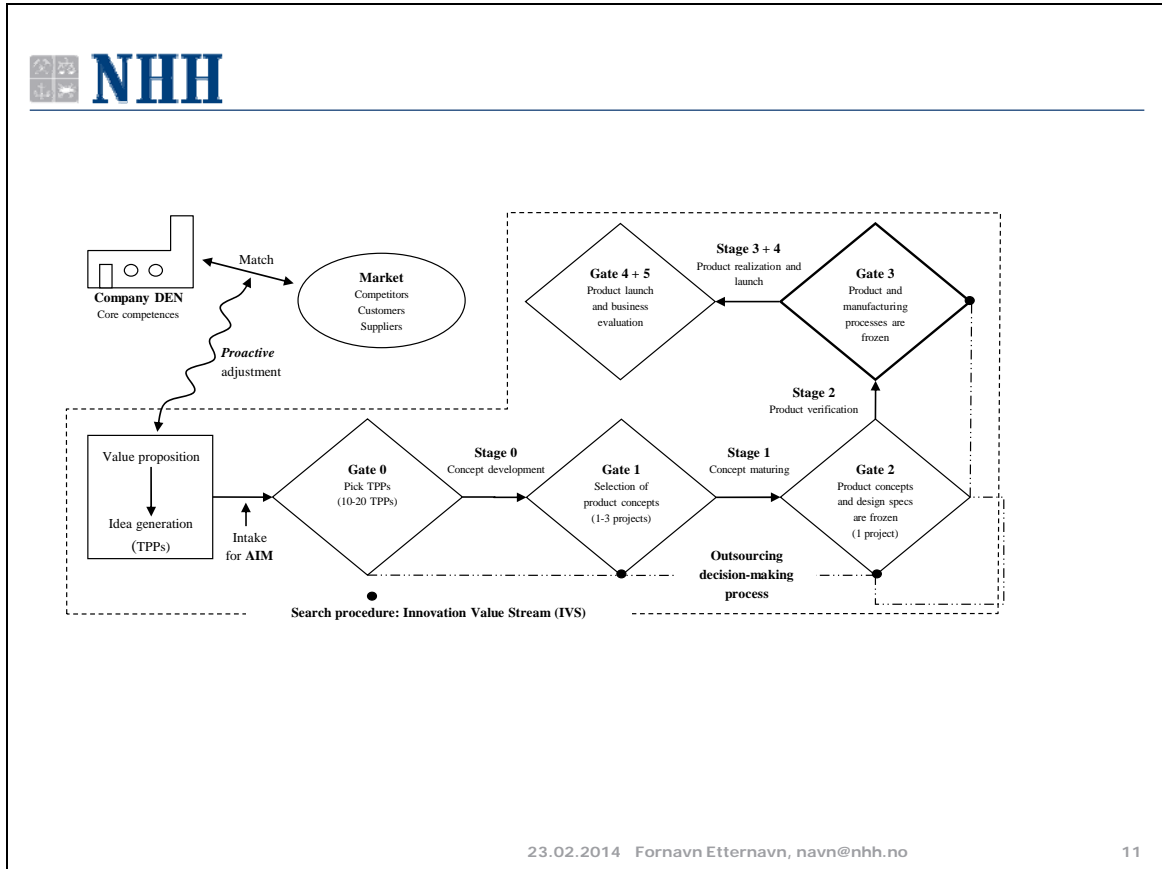 NHH
Match
Company DEN
Core competences
Market
Competitors
Customers
Suppliers
Proactive
adjustment
Gate 4 + 5
Product launch
and business
evaluation
Stage 3 + 4
Product realization and
launch
Gate 3
Product and
manufacturing
processes are
frozen
Stage 2
Product verification
Value proposition
Idea generation
(TPPs)
Intake
for AIM
Gate 0
Pick TPPs
(10-20 TPPs)
Stage 0
Concept development
Gate 1
Selection of
product concepts
(1-3 projects)
Stage 1
Concept maturing
Gate 2
Product concepts
and design specs
are frozen
(1 project)
Outsourcing
decision-making
process
Search procedure: Innovation Value Stream (IVS)
23.02.2014 Fornavn Etternavn, navn@nhh.no 11